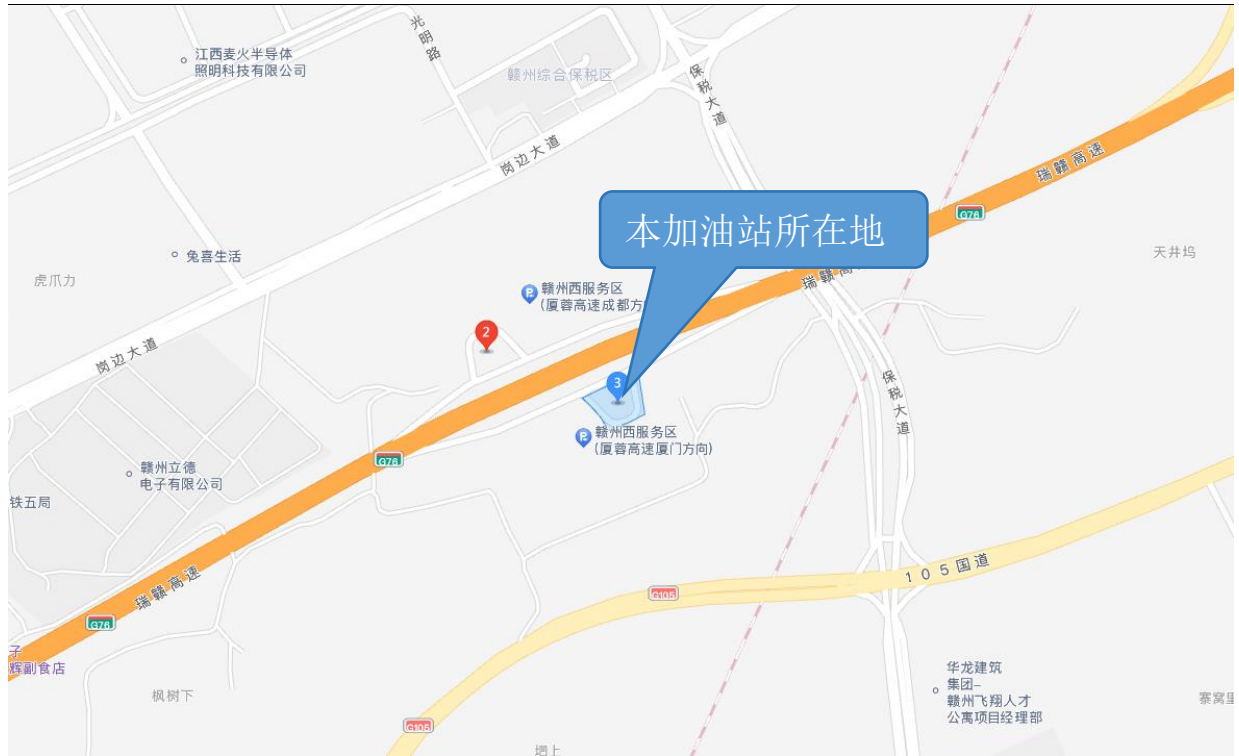 光明路
江西麦火半导体
照明科技有限公司
赣州综合保税区
保税大道
岗边大道
瑞赣高速
G76
本加油站所在地
兔喜生活
虎爪力
天井坞
赣州西服务区
(厦蓉高速成都方
瑞赣高
2
岗边大道
3
保税大道
赣州西服务区
(厦蓉高速厦门方向)
G76
赣州立德
电子有限公司
铁五局
105国道
瑞赣高速
G105
G76
子
辉副食店
华龙建筑
集团-
赣州飞翔人才
公寓项目经理部
枫树下
寨窝里
G105